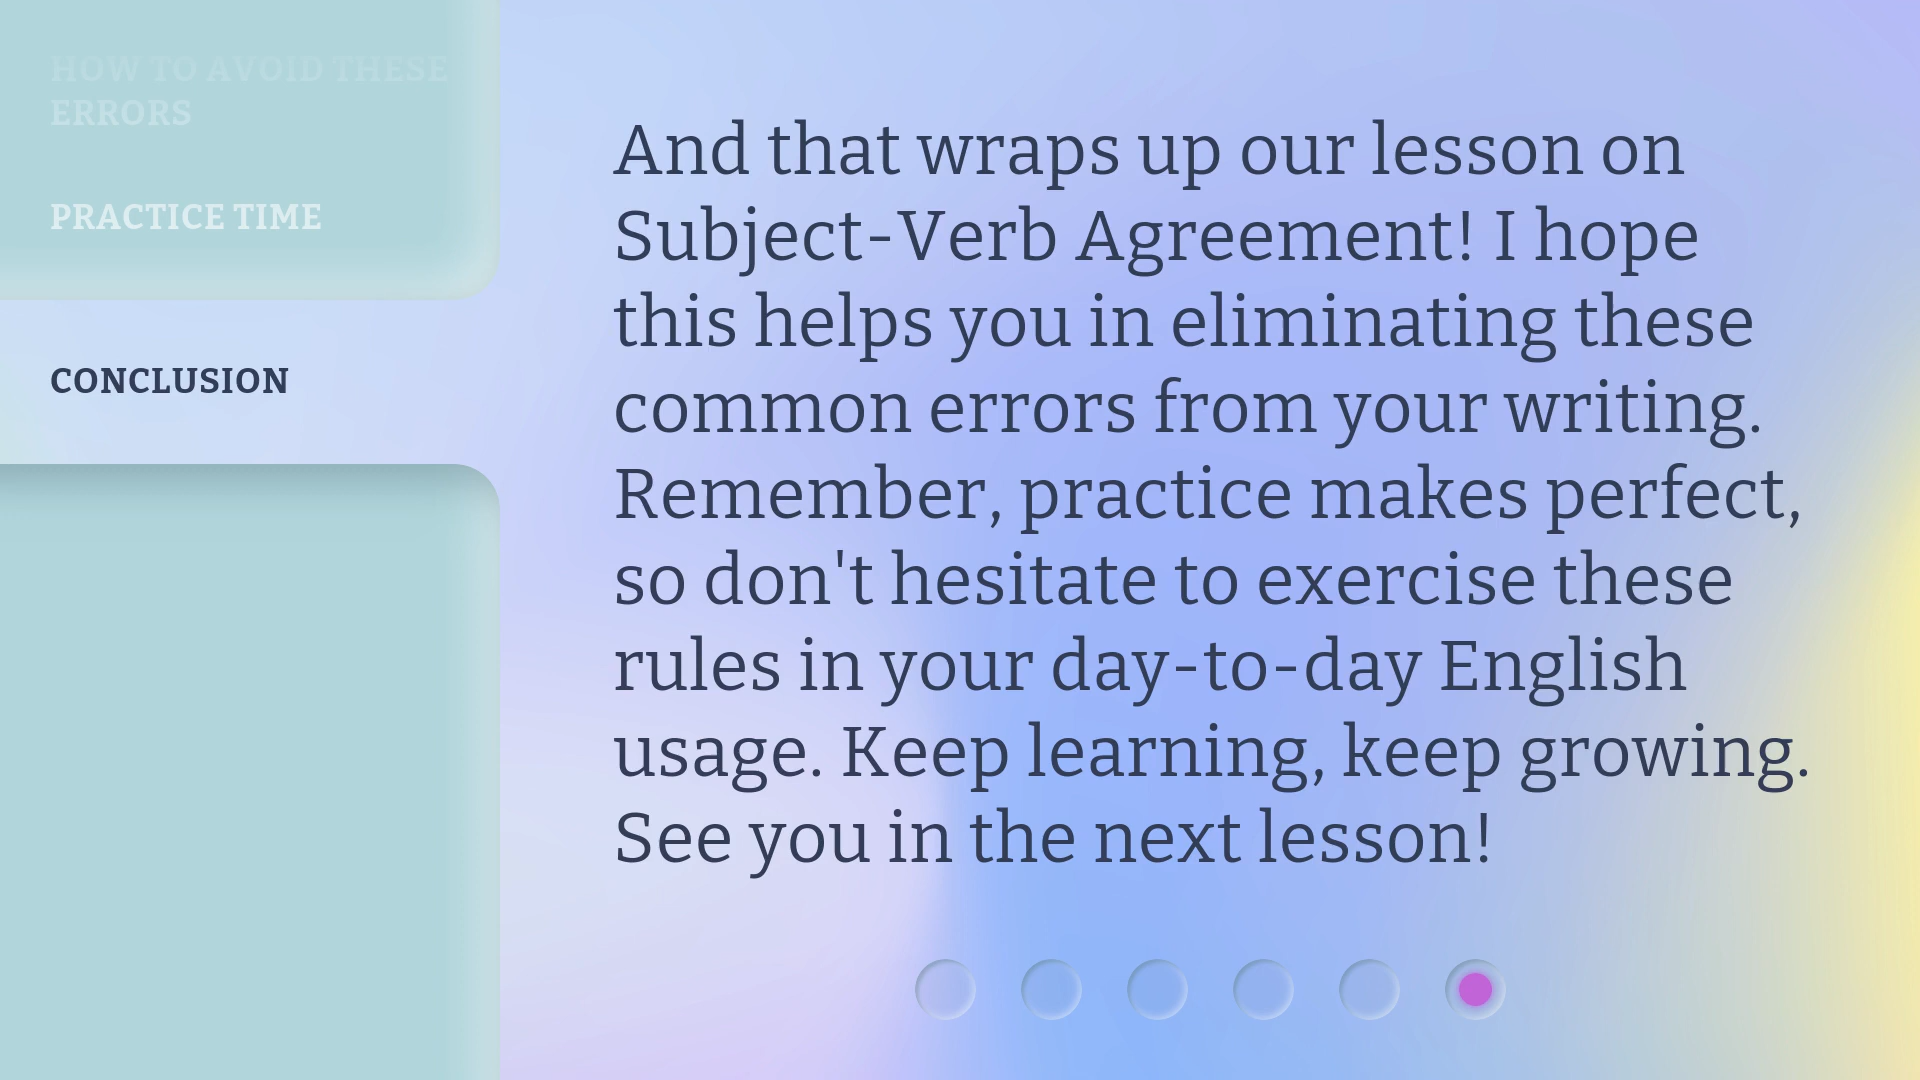 HOW TO AVOID THESE
ERRORS
PRACTICE TIME
CONCLUSION
And that wraps up our lesson on
Subject-Verb Agreement! I hope
this helps you in eliminating these
common errors from your writing.
Remember, practice makes perfect,
so don't hesitate to exercise these
rules in your day-to-day English
usage. Keep learning, keep growing.
See you in the next lesson!